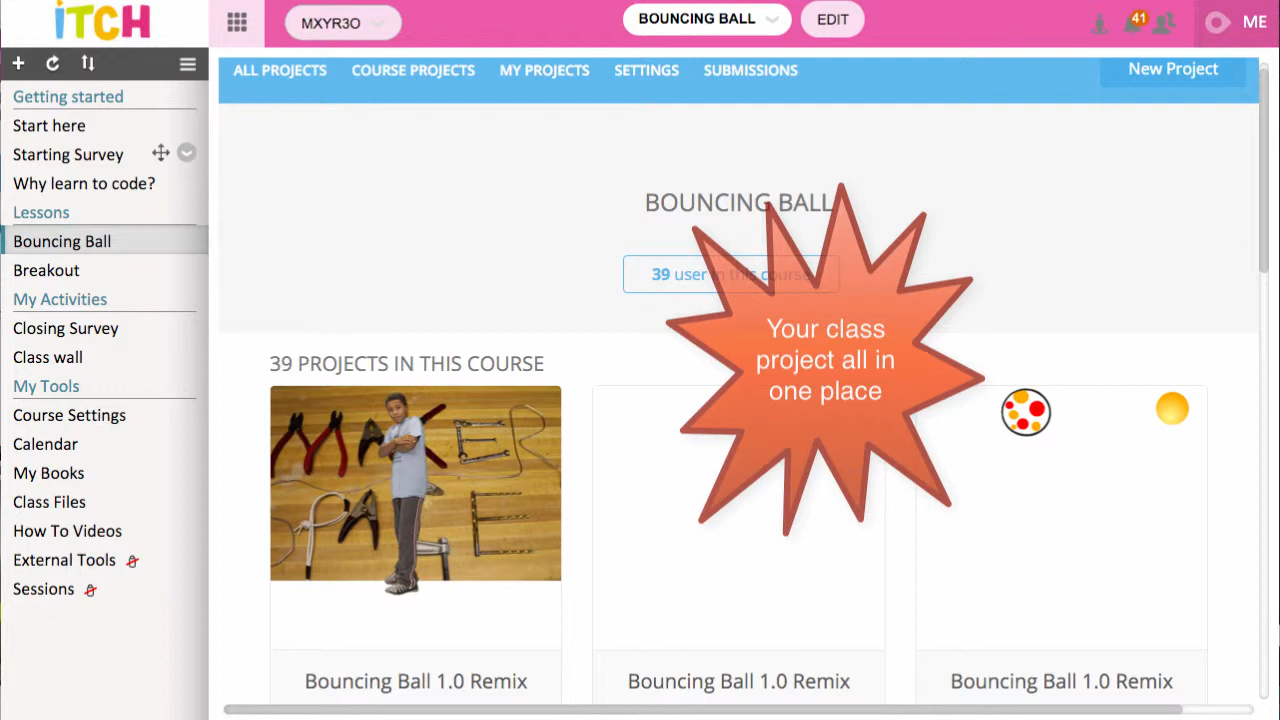 iTCH
MXYR3O
BOUNCING BALL
EDIT
41
ME
ALL PROJECTS
COURSE PROJECTS
MY PROJECTS
SETTINGS
SUBMISSIONS
New Project
Getting started
Start here
Starting Survey
Why learn to code?
Lessons
Bouncing Ball
Breakout
My Activities
Closing Survey
Class wall
My Tools
Course Settings
Calendar
My Books
Class Files
How To Videos
External Tools
Sessions
BOUNCING BALL
39 user in this course
Your class
project all in
one place
39 PROJECTS IN THIS COURSE
MAKER
Bouncing Ball 1.0 Remix
Bouncing Ball 1.0 Remix
Bouncing Ball 1.0 Remix